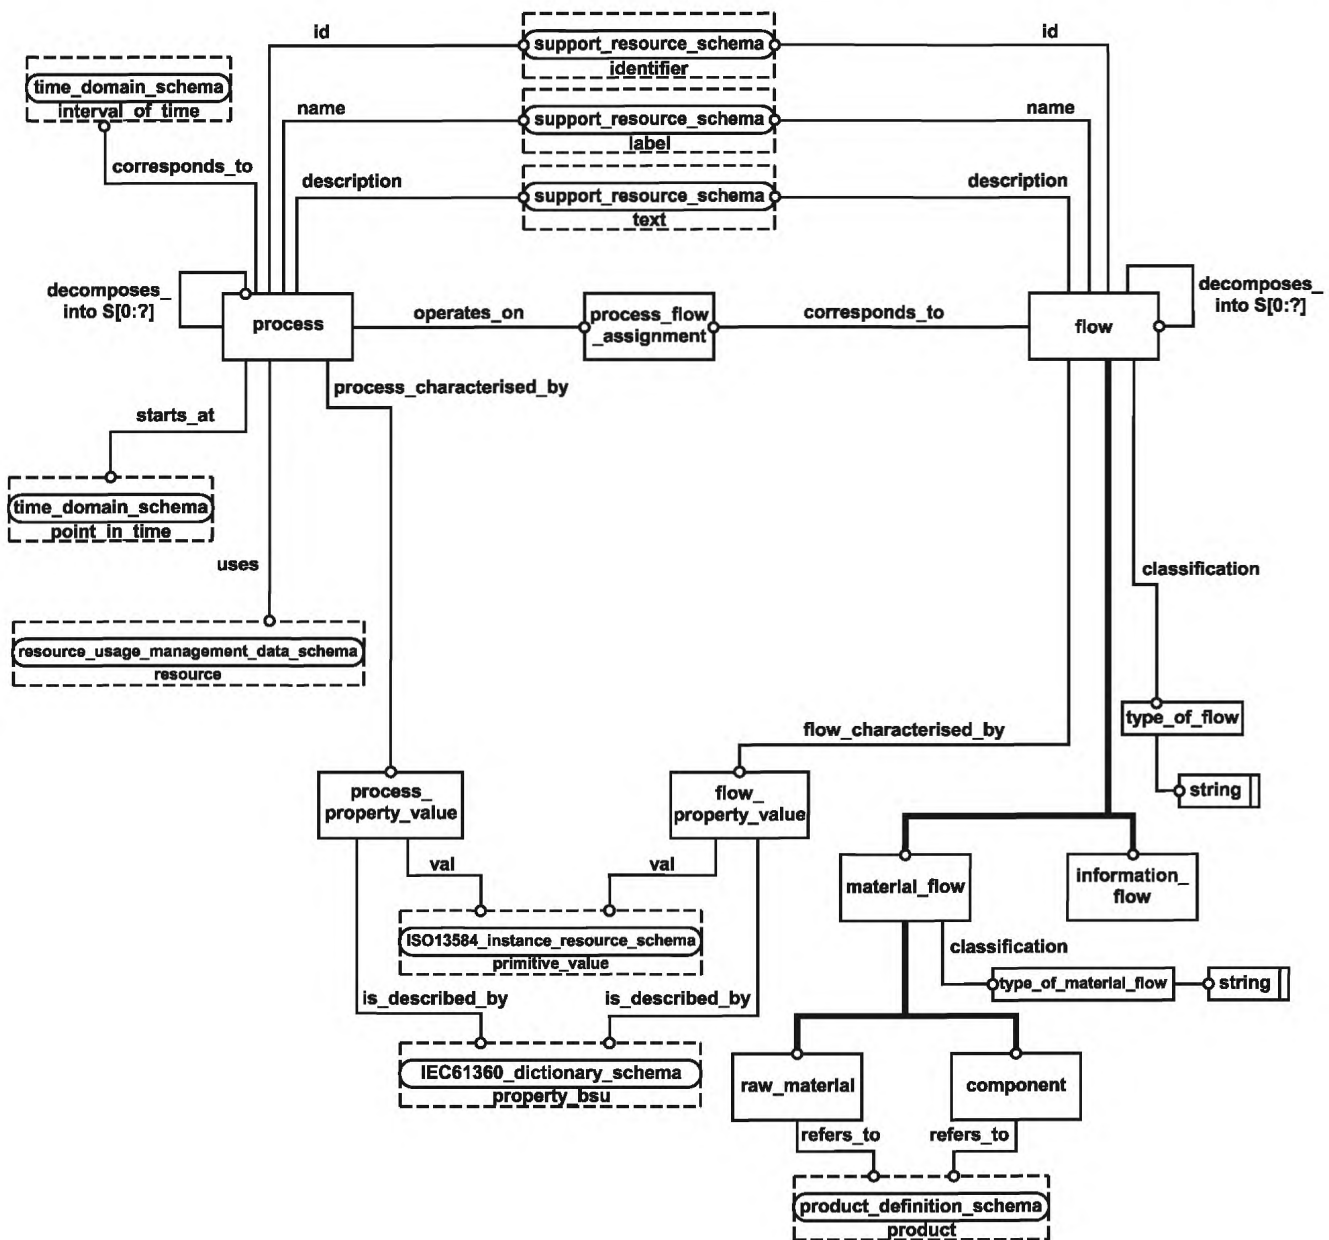 id
support_resource_schema
id
identifier
time_domain_schema
interval_of_time
name
support_resource_schema
name
label
corresponds_to
description
support_resource_schema
description
text
decomposes_
into S[0:?]
process
operates_on
process_flow
_assignment
corresponds_to
flow
decomposes_
into S[0:?]
process_characterised_by
starts_at
time_domain_schema
point_in_time
uses
classification
resource_usage_management_data_schema
resource
type_of_flow
flow_characterised_by
string
process_
property_value
flow_
property_value
val
val
material_flow
information_
flow
ISO13584_instance_resource_schema
primitive_value
classification
type_of_material_flow
string
is_described_by
is_described_by
IEC61360_dictionary_schema
property_bsu
raw_material
component
refers_to
refers_to
product_definition_schema
product